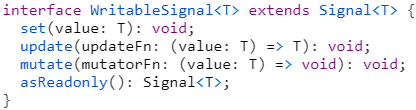 interface WritableSignal<T> extends Signal<T> {
  set(value: T): void;
  update(updateFn: (value: T) => T): void;
  mutate(mutatorFn: (value: T) => void): void;
  asReadonly(): Signal<T>;
}